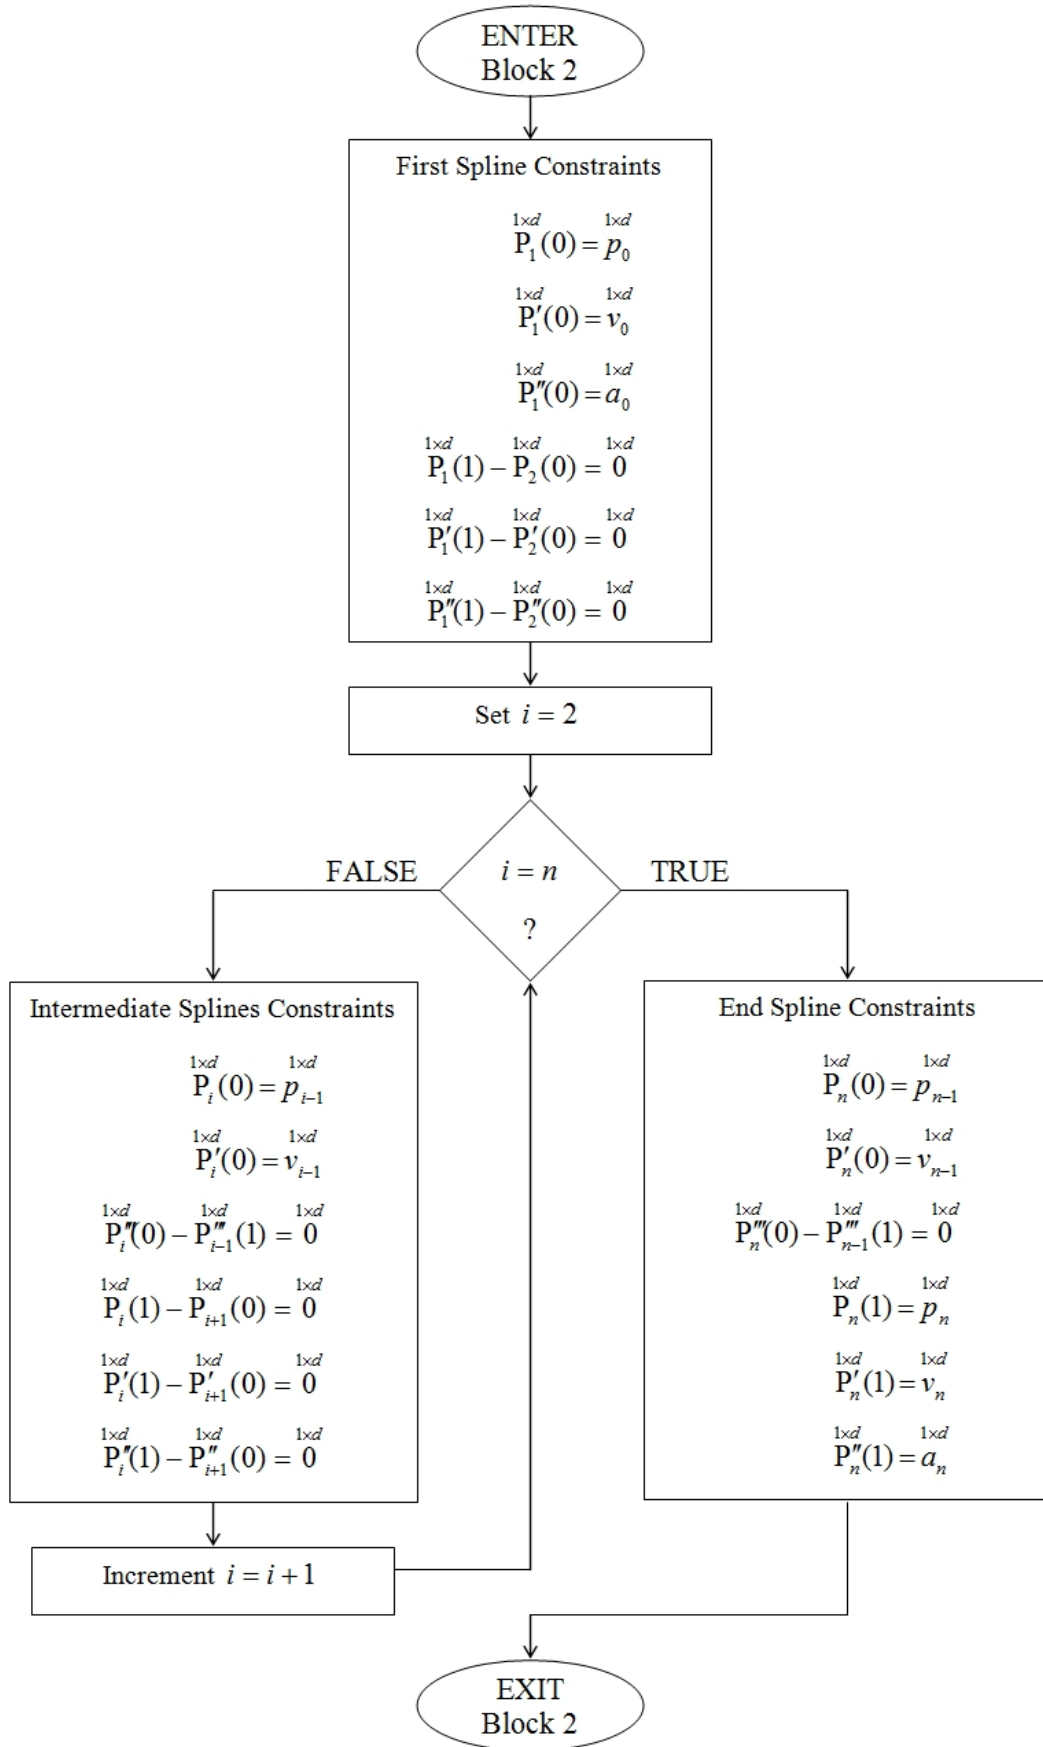 ENTER
Block 2
First Spline Constraints
1×d 1×d
P₁(0) = p₀
1×d 1×d
P₁′(0) = v₀
1×d 1×d
P₁″(0) = a₀
1×d 1×d 1×d
P₁(1) − P₂(0) = 0
1×d 1×d 1×d
P₁′(1) − P₂′(0) = 0
1×d 1×d 1×d
P₁″(1) − P₂″(0) = 0
Set i = 2
FALSE
i = n
?
TRUE
Intermediate Splines Constraints
1×d 1×d
Pᵢ(0) = pᵢ₋₁
1×d 1×d
Pᵢ′(0) = vᵢ₋₁
1×d 1×d 1×d
Pᵢ‴(0) − Pᵢ₋₁‴(1) = 0
1×d 1×d 1×d
Pᵢ(1) − Pᵢ₊₁(0) = 0
1×d 1×d 1×d
Pᵢ′(1) − Pᵢ₊₁′(0) = 0
1×d 1×d 1×d
Pᵢ″(1) − Pᵢ₊₁″(0) = 0
Increment i = i + 1
End Spline Constraints
1×d 1×d
Pₙ(0) = pₙ₋₁
1×d 1×d
Pₙ′(0) = vₙ₋₁
1×d 1×d 1×d
Pₙ‴(0) − Pₙ₋₁‴(1) = 0
1×d 1×d
Pₙ(1) = pₙ
1×d 1×d
Pₙ′(1) = vₙ
1×d 1×d
Pₙ″(1) = aₙ
EXIT
Block 2